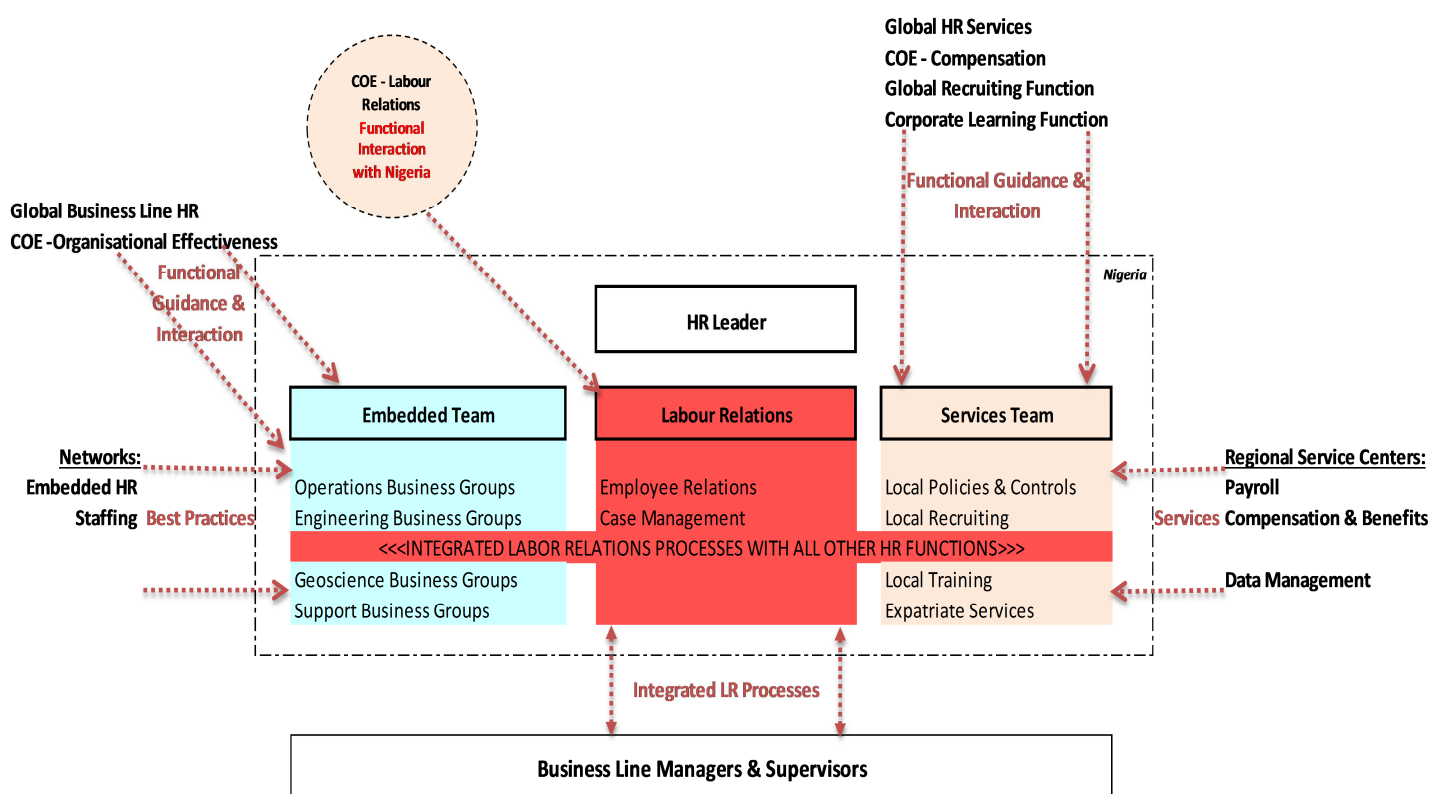 Global HR Services
COE - Compensation
Global Recruiting Function
Corporate Learning Function
Functional Guidance &
Interaction
COE - Labour
Relations
Functional
Interaction
with Nigeria
Global Business Line HR
COE -Organisational Effectiveness
Functional
Guidance &
Interaction
Nigeria
HR Leader
Embedded Team
Labour Relations
Services Team
Networks:
Embedded HR
Staffing
Best Practices
Operations Business Groups
Engineering Business Groups
Employee Relations
Case Management
Local Policies & Controls
Local Recruiting
<<<INTEGRATED LABOR RELATIONS PROCESSES WITH ALL OTHER HR FUNCTIONS>>>
Geoscience Business Groups
Support Business Groups
Local Training
Expatriate Services
Regional Service Centers:
Payroll
Services
Compensation & Benefits
Data Management
Integrated LR Processes
Business Line Managers & Supervisors